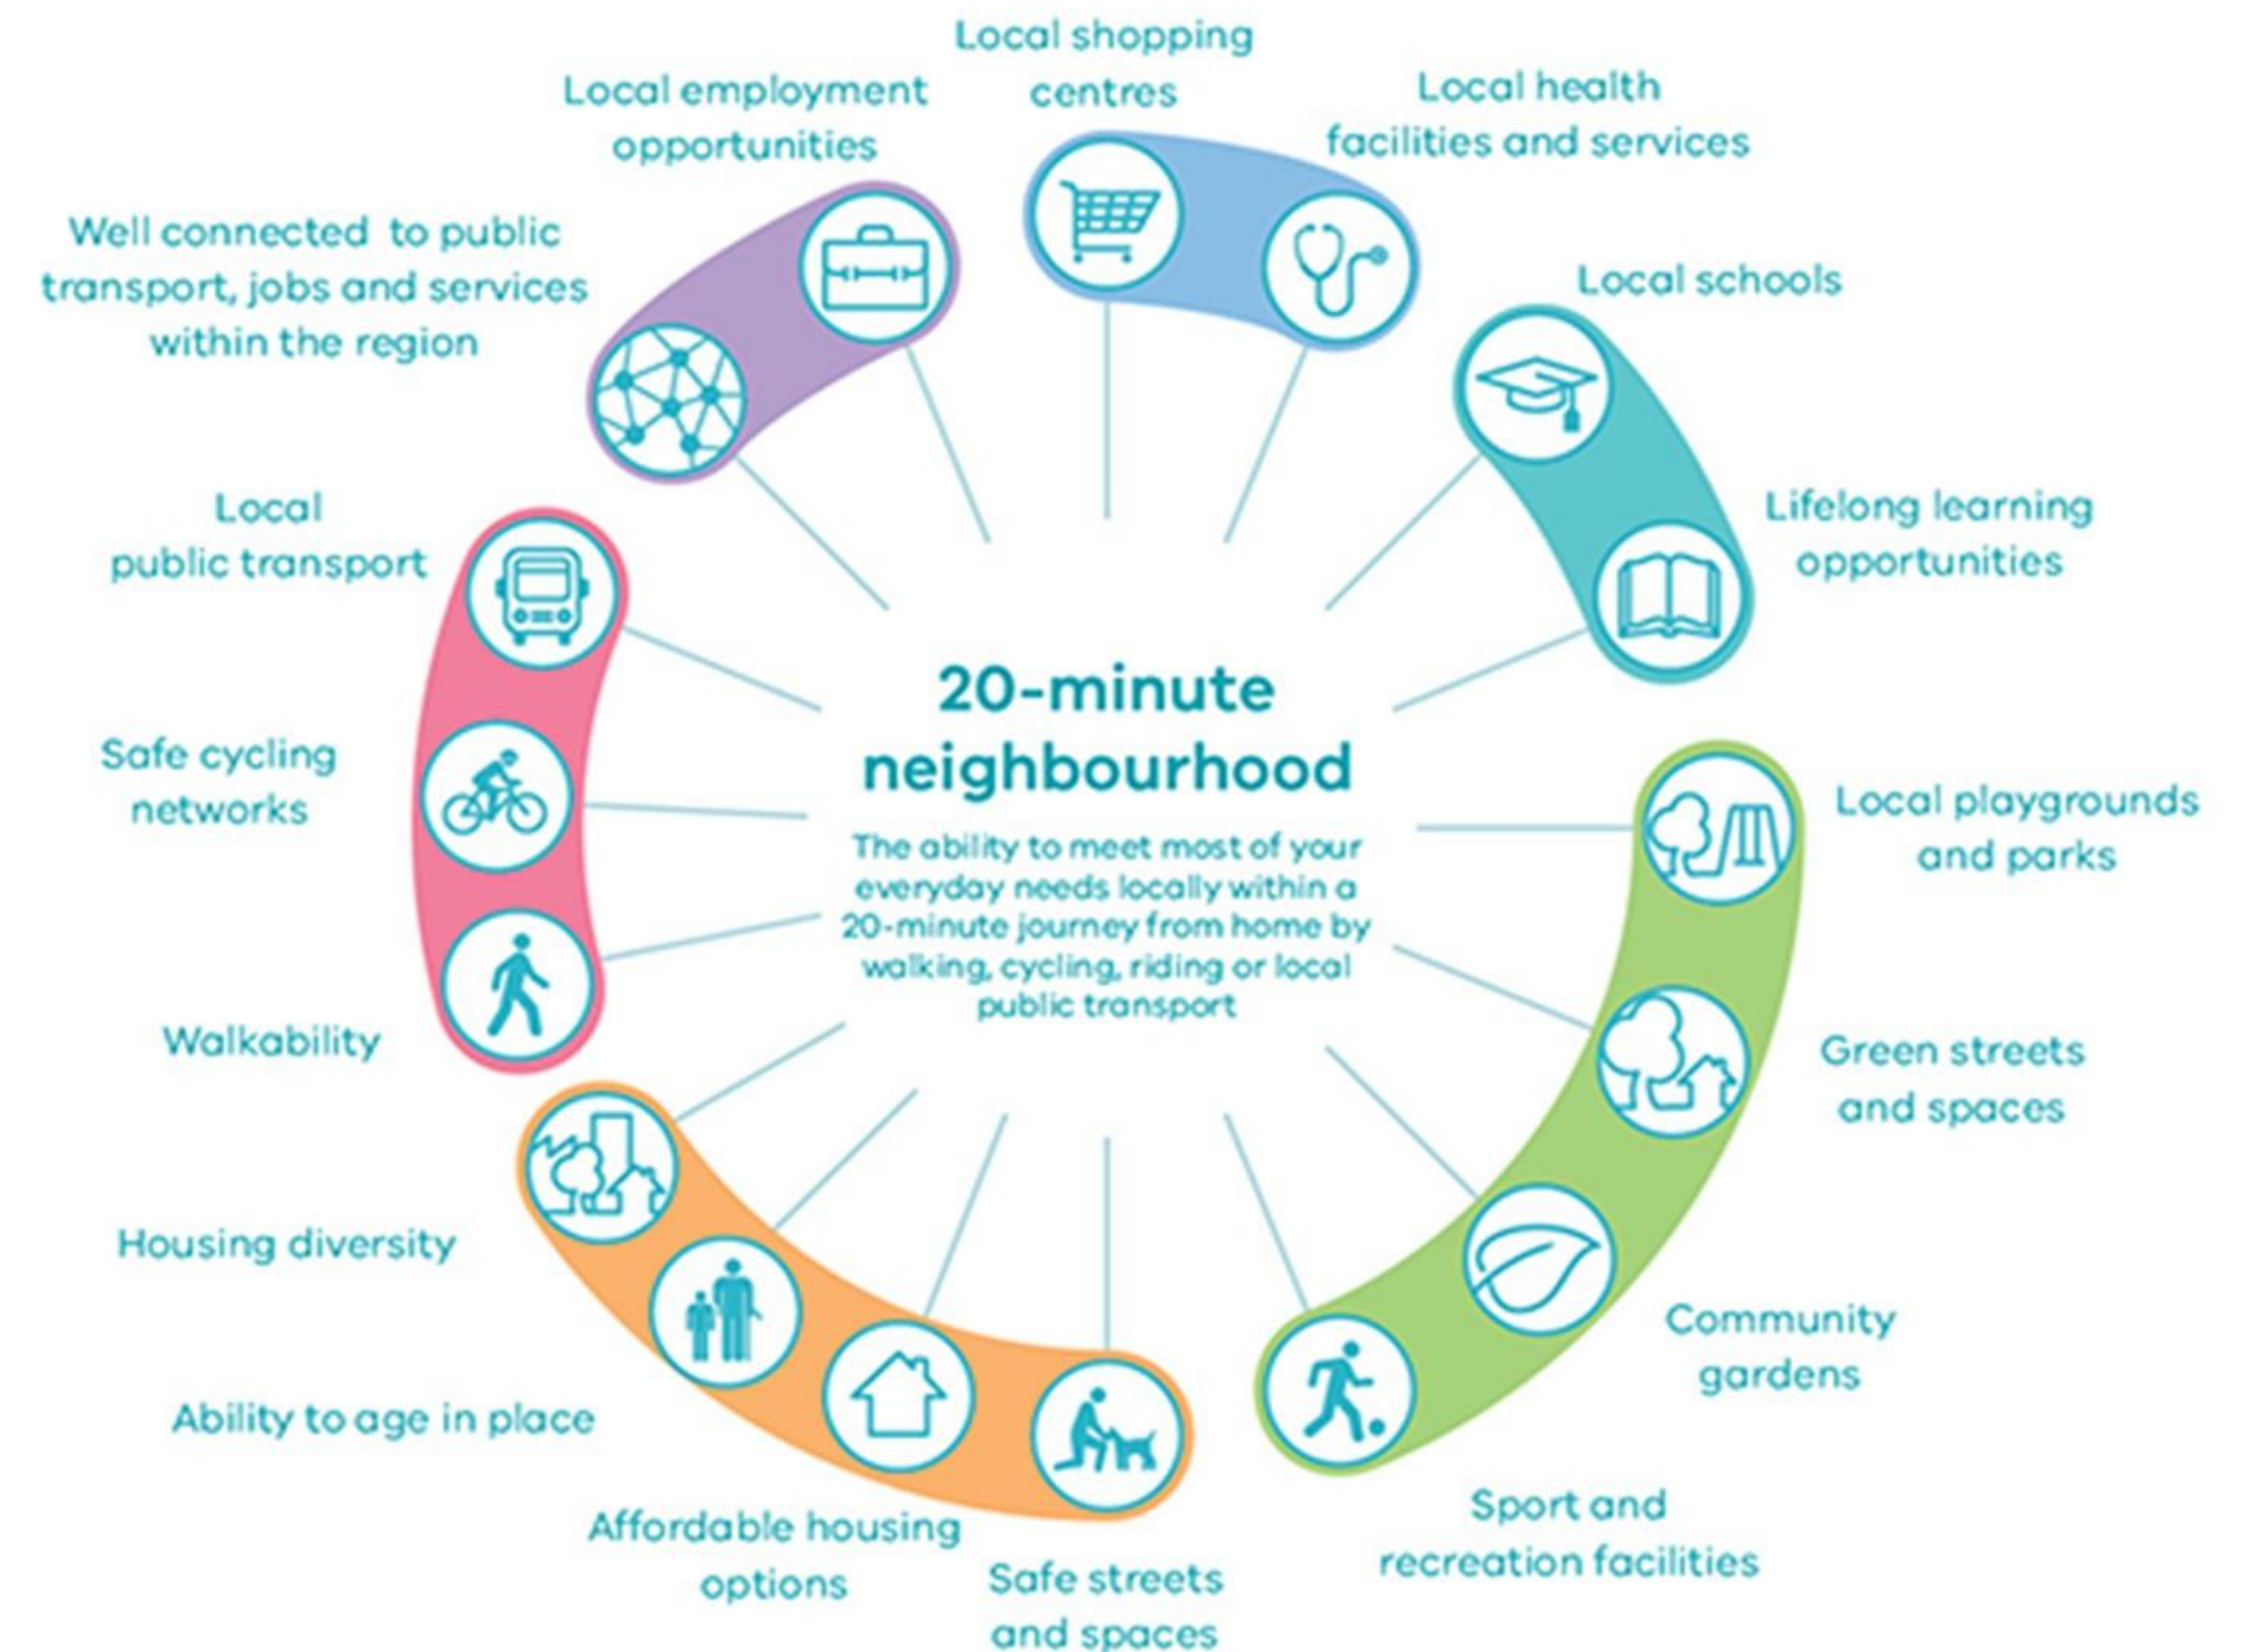 Local shopping
centres
Local health
facilities and services
Local schools
Lifelong learning
opportunities
Local playgrounds
and parks
Green streets
and spaces
Community
gardens
Sport and
recreation facilities
Safe streets
and spaces
Affordable housing
options
Ability to age in place
Housing diversity
Walkability
Safe cycling
networks
Local
public transport
Well connected to public
transport, jobs and services
within the region
Local employment
opportunities
20-minute
neighbourhood
The ability to meet most of your
everyday needs locally within a
20-minute journey from home by
walking, cycling, riding or local
public transport